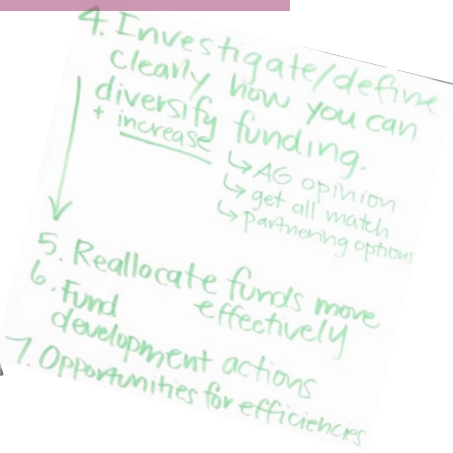 4. Investigate/define
clearly how you can
diversify funding.
+ increase
↳ AG opinion
↳ get all match
↳ partnering options
5. Reallocate funds more
effectively
6. Fund
development actions
7. Opportunities for efficiencies